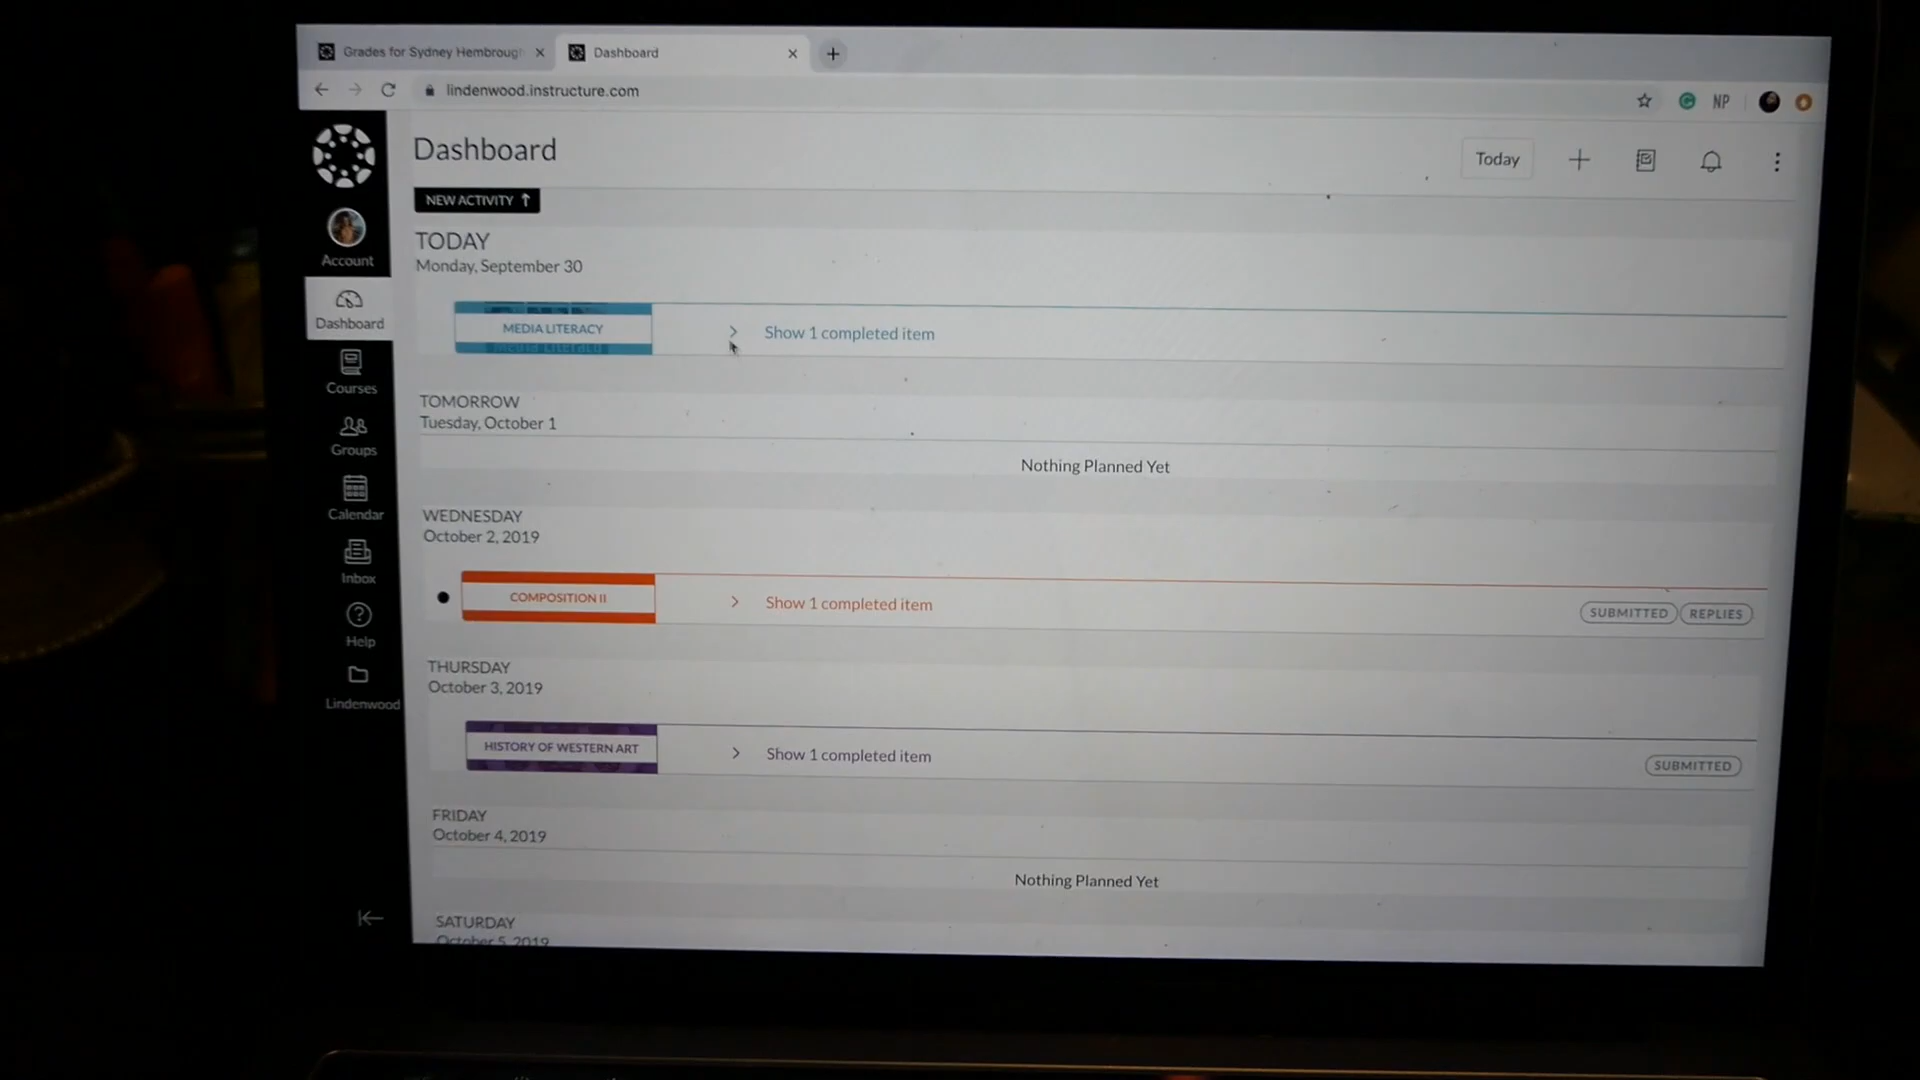 Grades for Sydney Hembrough
Dashboard
lindenwood.instructure.com
NP
Dashboard
Today
NEW ACTIVITY
Account
Dashboard
Courses
Groups
Calendar
Inbox
Help
Lindenwood
TODAY
Monday, September 30
MEDIA LITERACY
Show 1 completed item
TOMORROW
Tuesday, October 1
Nothing Planned Yet
WEDNESDAY
October 2, 2019
COMPOSITION II
Show 1 completed item
SUBMITTED
REPLIES
THURSDAY
October 3, 2019
HISTORY OF WESTERN ART
Show 1 completed item
SUBMITTED
FRIDAY
October 4, 2019
Nothing Planned Yet
SATURDAY
October 5, 2019